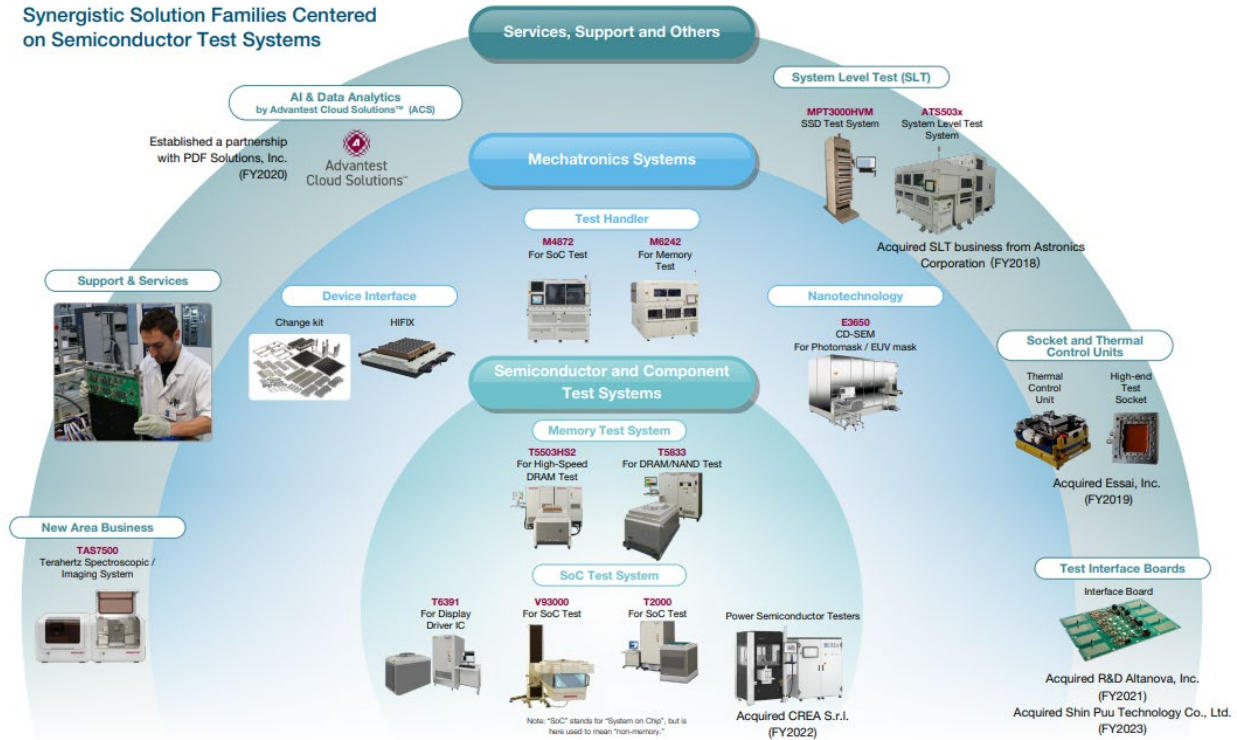 Synergistic Solution Families Centered
on Semiconductor Test Systems
Services, Support and Others
AI & Data Analytics
by Advantest Cloud Solutions™ (ACS)
Established a partnership
with PDF Solutions, Inc.
(FY2020)
Advantest
Cloud Solutions™
System Level Test (SLT)
MPT3000HVM
SSD Test System
ATS503x
System Level Test
System
Acquired SLT business from Astronics
Corporation (FY2018)
Mechatronics Systems
Test Handler
M4872
For SoC Test
M6242
For Memory
Test
Support & Services
Device Interface
Change kit
HIFIX
Nanotechnology
E3650
CD-SEM
For Photomask / EUV mask
Socket and Thermal
Control Units
Thermal
Control
Unit
High-end
Test
Socket
Acquired Essai, Inc.
(FY2019)
Semiconductor and Component
Test Systems
Memory Test System
T5503HS2
For High-Speed
DRAM Test
T5833
For DRAM/NAND Test
New Area Business
TAS7500
Terahertz Spectroscopic /
Imaging System
SoC Test System
T6391
For Display
Driver IC
V93000
For SoC Test
T2000
For SoC Test
Power Semiconductor Testers
Acquired CREA S.r.l.
(FY2022)
Note: “SoC” stands for “System on Chip”, but is
here used to mean “non-memory.”
Test Interface Boards
Interface Board
Acquired R&D Altanova, Inc.
(FY2021)
Acquired Shin Puu Technology Co., Ltd.
(FY2023)